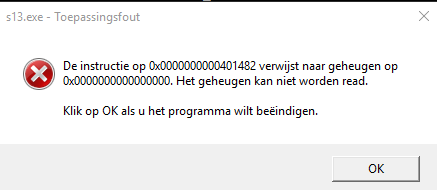 s13.exe - Toepassingsfout
De instructie op 0x0000000000401482 verwijst naar geheugen op
0x0000000000000000. Het geheugen kan niet worden read.
Klik op OK als u het programma wilt beëindigen.
OK